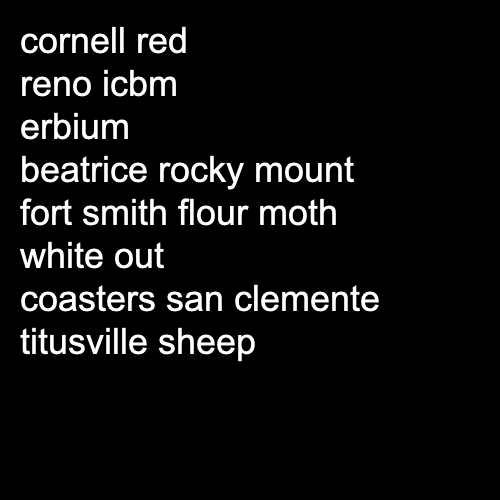 cornell red
reno icbm
erbium
beatrice rocky mount
fort smith flour moth
white out
coasters san clemente
titusville sheep